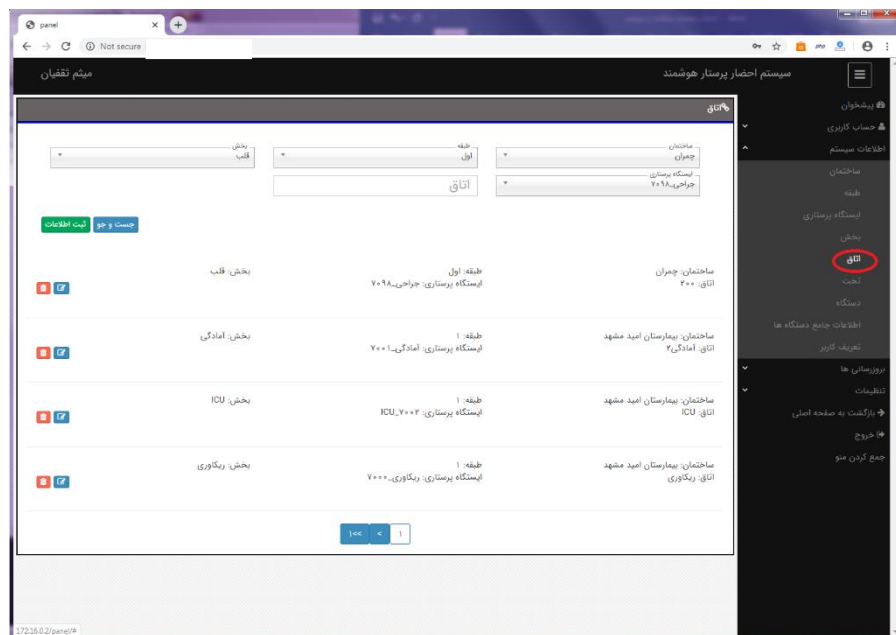 panel
Not secure
سیستم احضار پرستار هوشمند
میثم ثقفیان
پیشخوان
حساب کاربری
اطلاعات سیستم
ساختمان
طبقه
ایستگاه پرستاری
بخش
اتاق
تخت
دستگاه
اطلاعات جامع دستگاه ها
تعریف کاربر
بروزرسانی ها
تنظیمات
بازگشت به صفحه اصلی
خروج
جمع کردن منو
اتاق
ساختمان طبقه بخش
چمران اول قلب
ایستگاه پرستاری
جراحی_۷۰۹۸ اتاق
جست و جو ثبت اطلاعات
ساختمان: چمران طبقه: اول بخش: قلب
اتاق: ۲۰۰ ایستگاه پرستاری: جراحی_۷۰۹۸
ساختمان: بیمارستان امید مشهد طبقه: ۱ بخش: آمادگی
اتاق: آمادگی۲ ایستگاه پرستاری: آمادگی_۷۰۰۱
ساختمان: بیمارستان امید مشهد طبقه: ۱ بخش: ICU
اتاق: ICU ایستگاه پرستاری: ICU_۷۰۰۲
ساختمان: بیمارستان امید مشهد طبقه: ۱ بخش: ریکاوری
اتاق: ریکاوری ایستگاه پرستاری: ریکاوری_۷۰۰۰
۱<< < ۱
172.16.0.2/panel/#